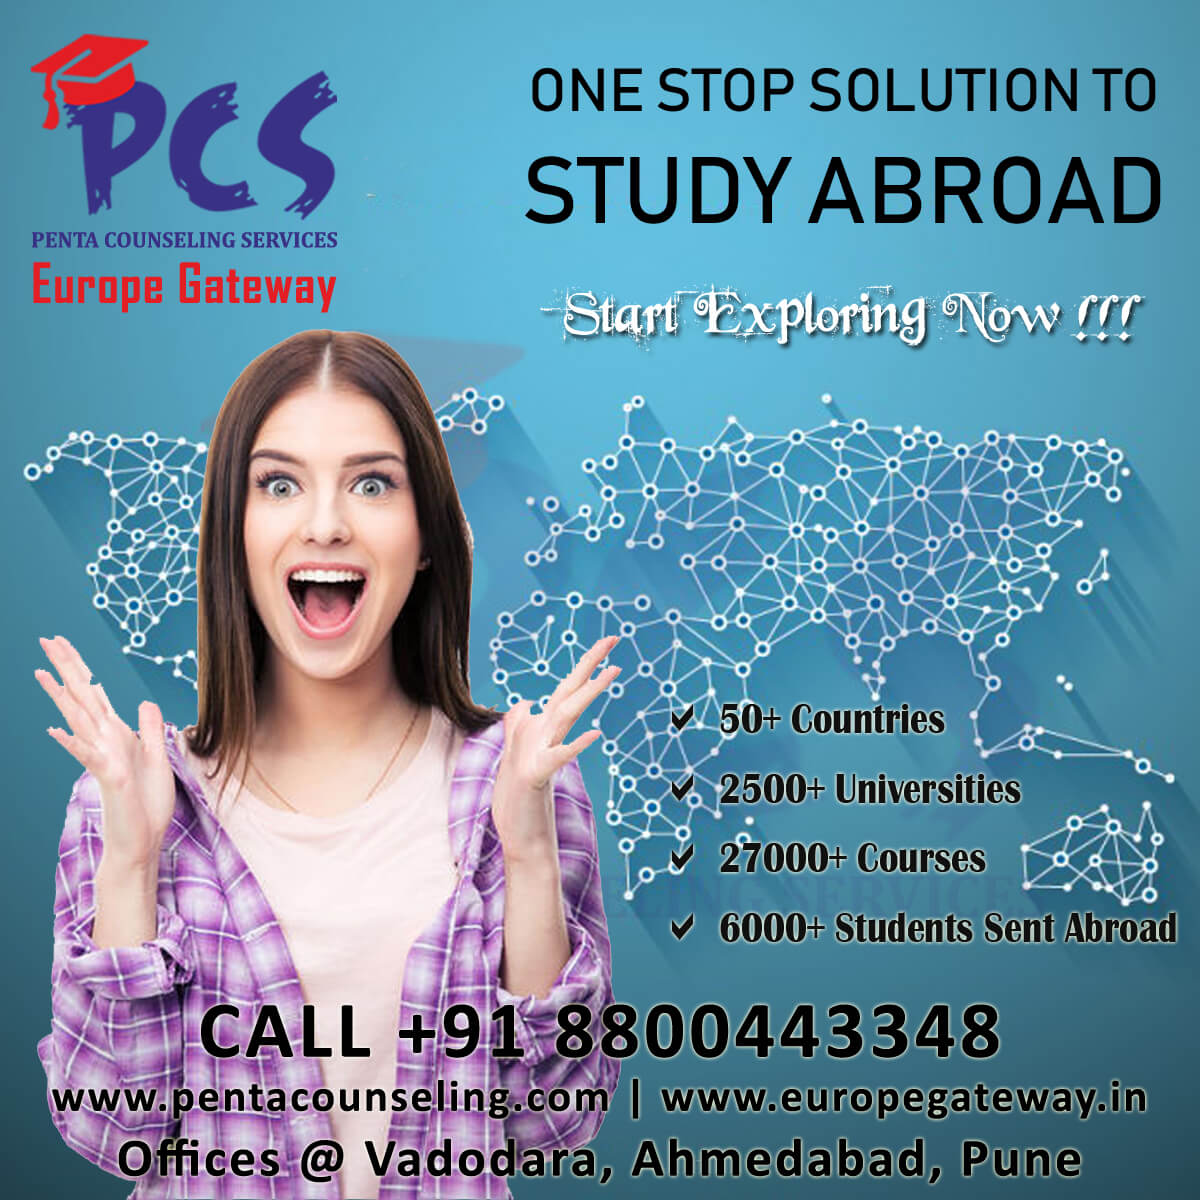 PCS
PENTA COUNSELING SERVICES
Europe Gateway
ONE STOP SOLUTION TO
STUDY ABROAD
Start Exploring Now !!!
50+ Countries
2500+ Universities
27000+ Courses
6000+ Students Sent Abroad
ELING SERVICES
CALL +91 8800443348
www.pentacounseling.com | www.europegateway.in
Offices @ Vadodara, Ahmedabad, Pune